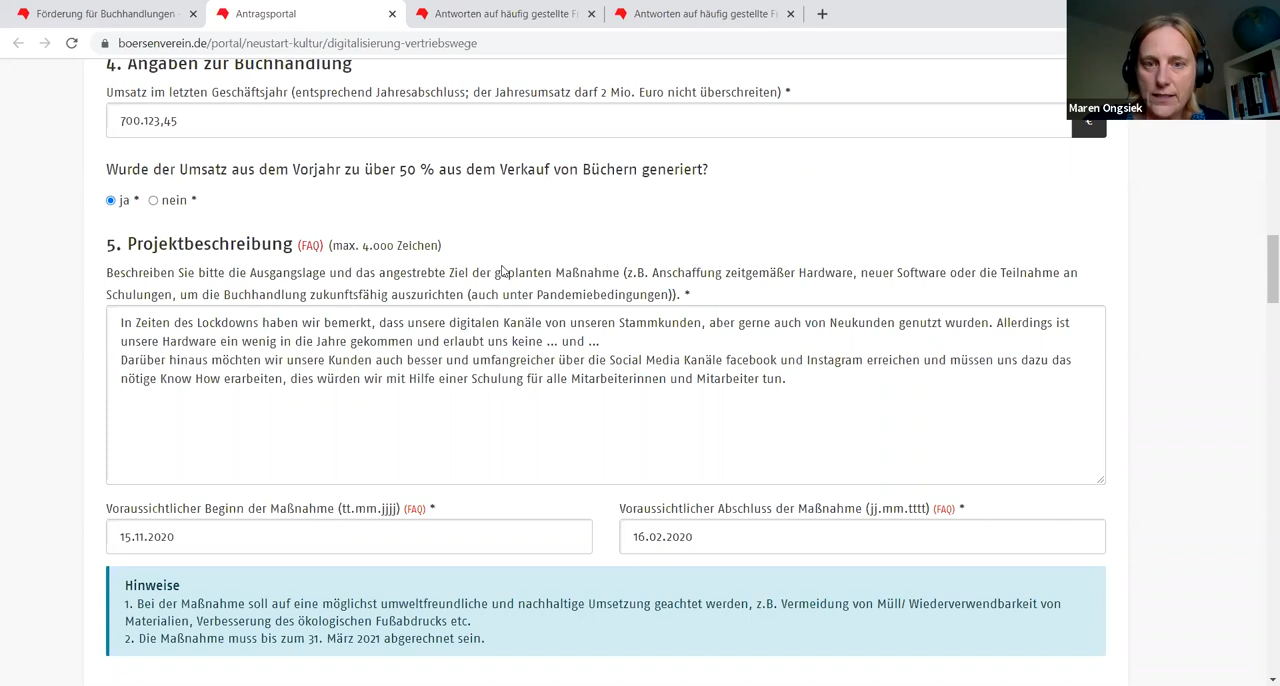 Förderung für Buchhandlungen
Antragsportal
Antworten auf häufig gestellte Fr
Antworten auf häufig gestellte Fr
boersenverein.de/portal/neustart-kultur/digitalisierung-vertriebswege
Maren Ongsiek
4. Angaben zur Buchhandlung
Umsatz im letzten Geschäftsjahr (entsprechend Jahresabschluss; der Jahresumsatz darf 2 Mio. Euro nicht überschreiten) *
700.123,45
€
Wurde der Umsatz aus dem Vorjahr zu über 50 % aus dem Verkauf von Büchern generiert?
ja * nein *
5. Projektbeschreibung (FAQ) (max. 4.000 Zeichen)
Beschreiben Sie bitte die Ausgangslage und das angestrebte Ziel der geplanten Maßnahme (z.B. Anschaffung zeitgemäßer Hardware, neuer Software oder die Teilnahme an
Schulungen, um die Buchhandlung zukunftsfähig auszurichten (auch unter Pandemiebedingungen)). *
In Zeiten des Lockdowns haben wir bemerkt, dass unsere digitalen Kanäle von unseren Stammkunden, aber gerne auch von Neukunden genutzt wurden. Allerdings ist
unsere Hardware ein wenig in die Jahre gekommen und erlaubt uns keine ... und ...
Darüber hinaus möchten wir unsere Kunden auch besser und umfangreicher über die Social Media Kanäle facebook und Instagram erreichen und müssen uns dazu das
nötige Know How erarbeiten, dies würden wir mit Hilfe einer Schulung für alle Mitarbeiterinnen und Mitarbeiter tun.
Voraussichtlicher Beginn der Maßnahme (tt.mm.jjjj) (FAQ) *
Voraussichtlicher Abschluss der Maßnahme (jj.mm.tttt) (FAQ) *
15.11.2020
16.02.2020
Hinweise
1. Bei der Maßnahme soll auf eine möglichst umweltfreundliche und nachhaltige Umsetzung geachtet werden, z.B. Vermeidung von Müll/ Wiederverwendbarkeit von
Materialien, Verbesserung des ökologischen Fußabdrucks etc.
2. Die Maßnahme muss bis zum 31. März 2021 abgerechnet sein.